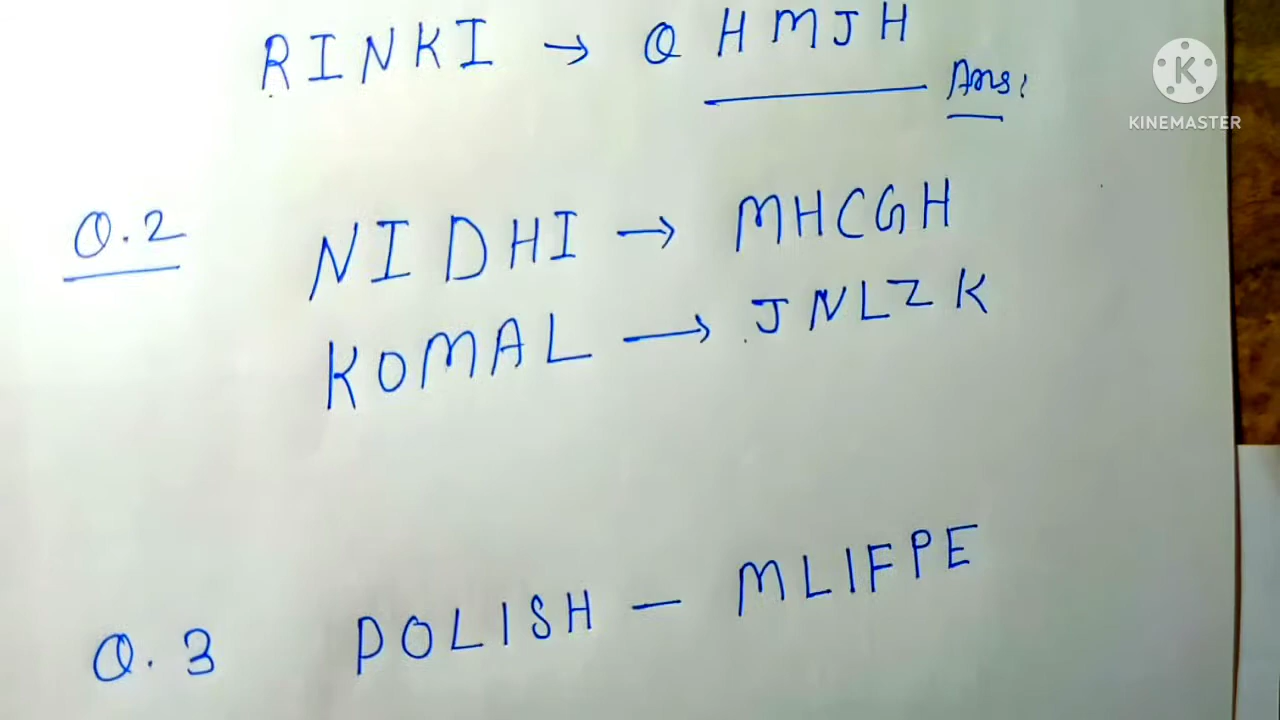 RINKI → QHMJH
Ans:
KINEMASTER
Q.2 NIDHI → MHCGH
KOMAL → JNLZK
Q.3 POLISH — MLIFPE